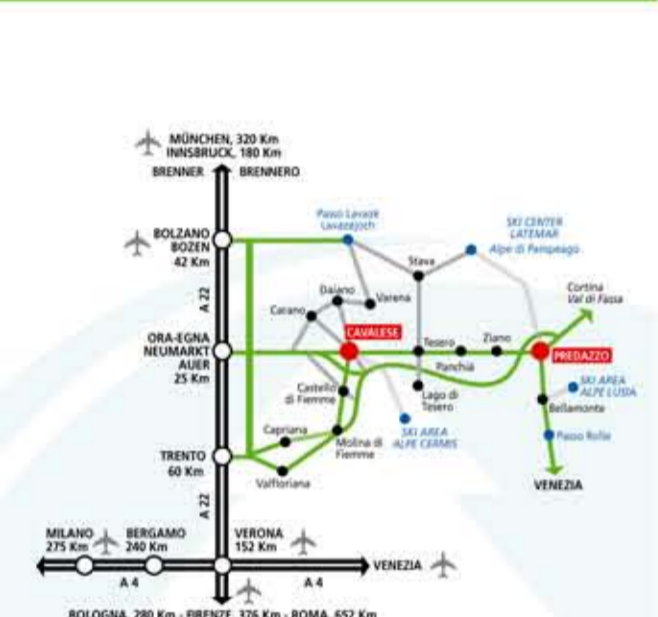 MÜNCHEN, 320 Km
INNSBRUCK, 180 Km
BRENNER BRENNERO
Passo Lavazè
Lavazejoch
SKI CENTER
LATEMAR
Alpe di Pampeago
BOLZANO
BOZEN
42 Km
Stava
Cortina
Val di Fassa
A 22
Daiano
Varena
Carano
CAVALESE
ORA-EGNA
NEUMARKT
AUER
25 Km
Tesero
Ziano
Panchià
PREDAZZO
Castello
di Fiemme
Lago di
Tesero
SKI AREA
ALPE LUSIA
Bellamonte
SKI AREA
ALPE CERMIS
Passo Rolle
Capriana
Molina di
Fiemme
TRENTO
60 Km
Valfloriana
VENEZIA
A 22
MILANO
275 Km
BERGAMO
240 Km
VERONA
152 Km
VENEZIA
A 4
A 4
BOLOGNA, 280 Km - FIRENZE, 376 Km - ROMA, 652 Km